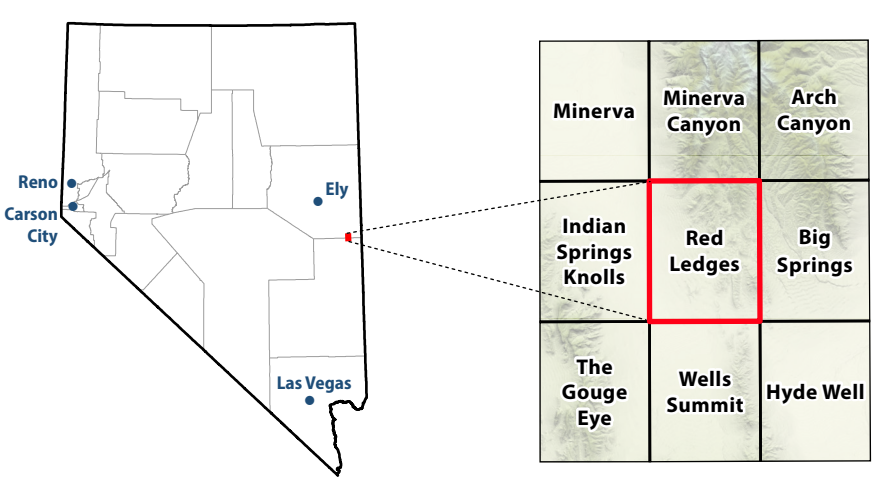 Reno
Carson
City
Ely
Las Vegas
Minerva
Minerva
Canyon
Arch
Canyon
Indian
Springs
Knolls
Red
Ledges
Big
Springs
The
Gouge
Eye
Wells
Summit
Hyde Well